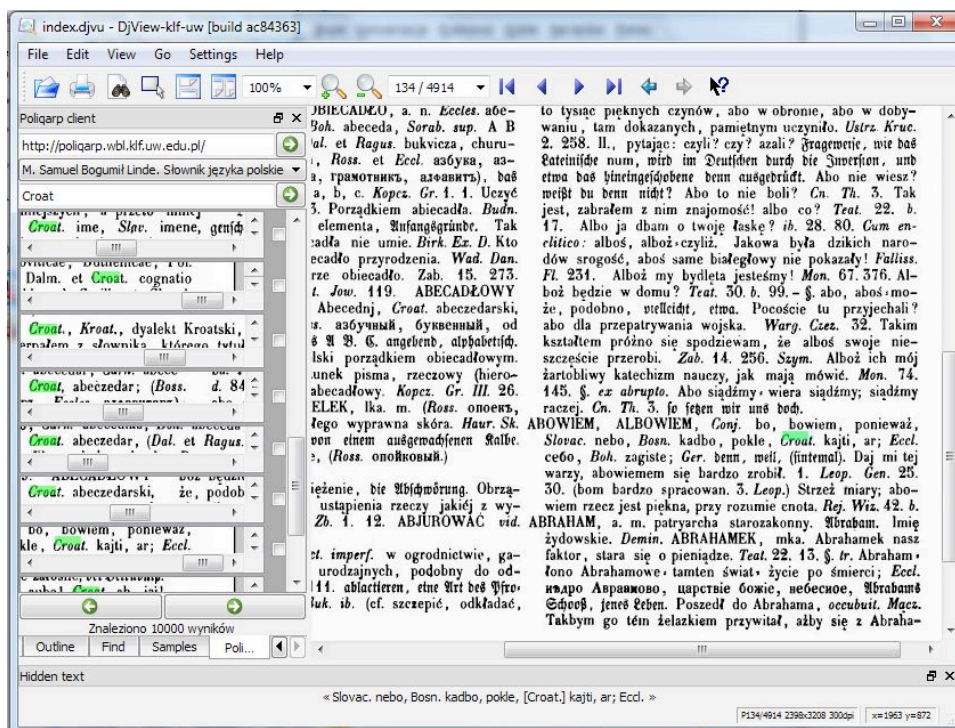 index.djvu - DjView-klf-uw [build ac84363]
File Edit View Go Settings Help
100% 134 / 4914
Poliqarp client
http://poliqarp.wbl.klf.uw.edu.pl/
M. Samuel Bogumił Linde. Słownik języka polskie
Croat
Croat. ime, Slav. imene, gensch
Dalm. et Croat. cognatio
Croat., Kroat., dyalekt Kroatski,
Croat. abeczedar; (Boss. d. 84
Croat. abeczedar, (Dal. et Ragus.
Croat. abeczedarski, że, podob
bo, bowiem, ponieważ,
kle, Croat. kajti, ar; Eccl.
Znaleziono 10000 wyników
Outline Find Samples Poli...
OBIECADŁO, a. n. Eccles. абе-
Boh. abeceda, Sorab. sup. A B
Dal. et Ragus. bukvicza, churu-
, Ross. et Eccl. азбука, аз-
, грамотникъ, алфавитъ), das
a, b, c. Kopcz. Gr. 1. 1. Uczyć
3. Porządkiem abiecadła. Budn.
elementa, Anfangsgründe. Tak
adła nie umie. Birk. Ex. D. Kto
ecadło przyrodzenia. Wad. Dan.
rze obiecadło. Zab. 15. 273.
t. Jow. 119. ABECADŁOWY
Abecednj, Croat. abeczedarski,
s. азбучный, буквенный, od
s A B. C. angehend, alphabetisch.
lski porządkiem obiecadłowym.
unek pisma, rzeczowy (hiero-
abecadłowy. Kopcz. Gr. III. 26.
ELEK, lka. m. (Ross. опоекъ,
lego wyprawna skóra. Haur. Sk.
von einem ausgewachsenen Kalbe.
e, (Ross. опойковый.)
iężenie, die Abschwörung. Obrzą-
ustąpienia rzeczy jakiéj z wy-
Zb. 1. 12. ABJUROWAĆ vid.
ct. imperf. w ogrodnictwie, ga-
urodzajnych, podobny do od-
111. ablactieren, eine Art des Pfro-
Kluk. ib. (cf. szczepić, odkładać,
to tysiąc pięknych czynów, abo w obronie, abo w doby-
waniu, tam dokazanych, pamiętnym uczyniło. Ustrz. Kruc.
2. 258. II., pytając: czyli? czy? azali? Frageweise, wie das
Lateinische num, wird im Deutschen durch die Inversion, und
etwa das hineingeschobene denn ausgedrückt. Abo nie wiesz?
weißt du denn nicht? Abo to nie boli? Cn. Th. 3. Tak
jest, zabrałem z nim znajomość! albo co? Teat. 22. b.
17. Albo ja dbam o twoję łaskę? ib. 28. 80. Cum en-
clitico: alboś, alboż-czyliż. Jakowa była dzikich naro-
dów srogość, aboś same białegłowy nie pokazały! Falliss.
Fl. 231. Alboż my bydlęta jesteśmy! Mon. 67. 376. Al-
boż będzie w domu? Teat. 30. b. 99. – §. abo, aboś-mo-
że, podobno, vielleicht, etwa. Pocoście tu przyjechali?
abo dla przepatrywania wojska. Warg. Cez. 32. Takim
kształtem próżno się spodziewam, że alboś swoje nie-
szczęście przerobi. Zab. 14. 256. Szym. Alboż ich mój
żartobliwy katechizm nauczy, jak mają mówić. Mon. 74.
145. §. ex abrupto. Abo siądźmy-wiera siądźmy; siądźmy
raczej. Cn. Th. 3. so setzen wir uns doch.
ABOWIEM, ALBOWIEM, Conj. bo, bowiem, ponieważ,
Slovac. nebo, Bosn. kadbo, pokle, Croat. kajti, ar; Eccl.
себо, Boh. zagiste; Ger. denn, weil, (sintemal). Daj mi tej
warzy, abowiemem się bardzo zrobił. 1. Leop. Gen. 25.
30. (bom bardzo spracowan. 3. Leop.) Strzeż miary; abo-
wiem rzecz jest piękna, przy rozumie cnota. Rej. Wiz. 42. b.
ABRAHAM, a. m. patryarcha starozakonny. Abraham. Imię
żydowskie. Demin. ABRAHAMEK, mka. Abrahamek nasz
faktor, stara się o pieniądze. Teat. 22. 13. §. tr. Abraham-
łono Abrahamowe-tamten świat-życie po śmierci; Eccl.
нѣдро Авраамово, царствіе божіе, небесное, Abrahams
Schooß, jenes Leben. Poszedł do Abrahama, occubuit. Mącz.
Takbym go tém żelazkiem przywitał, ażby się z Abraha-
Hidden text
« Slovac. nebo, Bosn. kadbo, pokle, [Croat.] kajti, ar; Eccl. »
P134/4914 2398x3208 300dpi x=1963 y=872